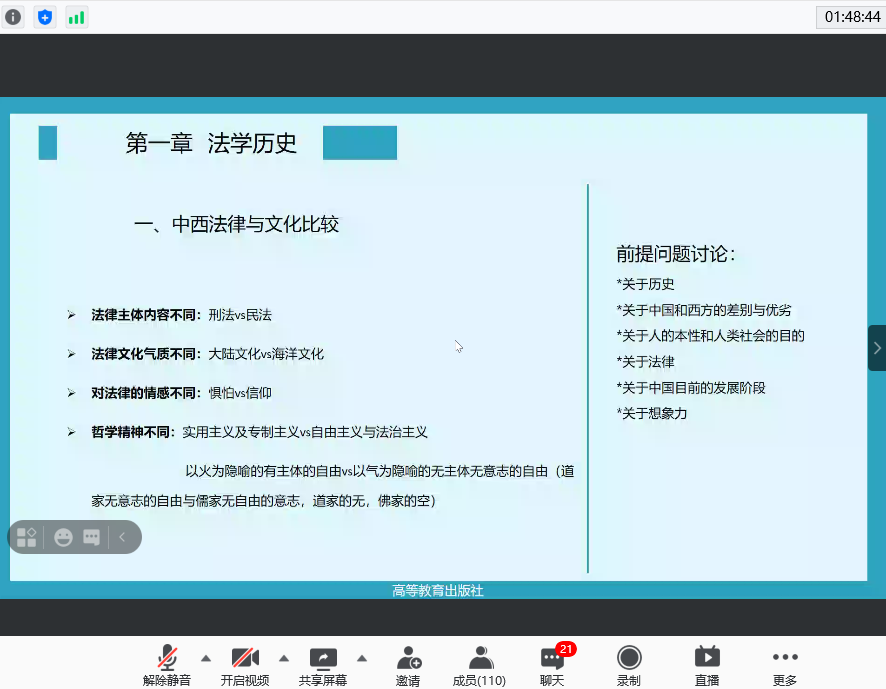 01:48:44
第一章 法学历史
一、中西法律与文化比较
法律主体内容不同：刑法vs民法
法律文化气质不同：大陆文化vs海洋文化
对法律的情感不同：惧怕vs信仰
哲学精神不同：实用主义及专制主义vs自由主义与法治主义
以火为隐喻的有主体的自由vs以气为隐喻的无主体无意志的自由（道
家无意志的自由与儒家无自由的意志，道家的无，佛家的空）
前提问题讨论：
*关于历史
*关于中国和西方的差别与优劣
*关于人的本性和人类社会的目的
*关于法律
*关于中国目前的发展阶段
*关于想象力
高等教育出版社
解除静音
开启视频
共享屏幕
邀请
成员(110)
21
聊天
录制
直播
更多